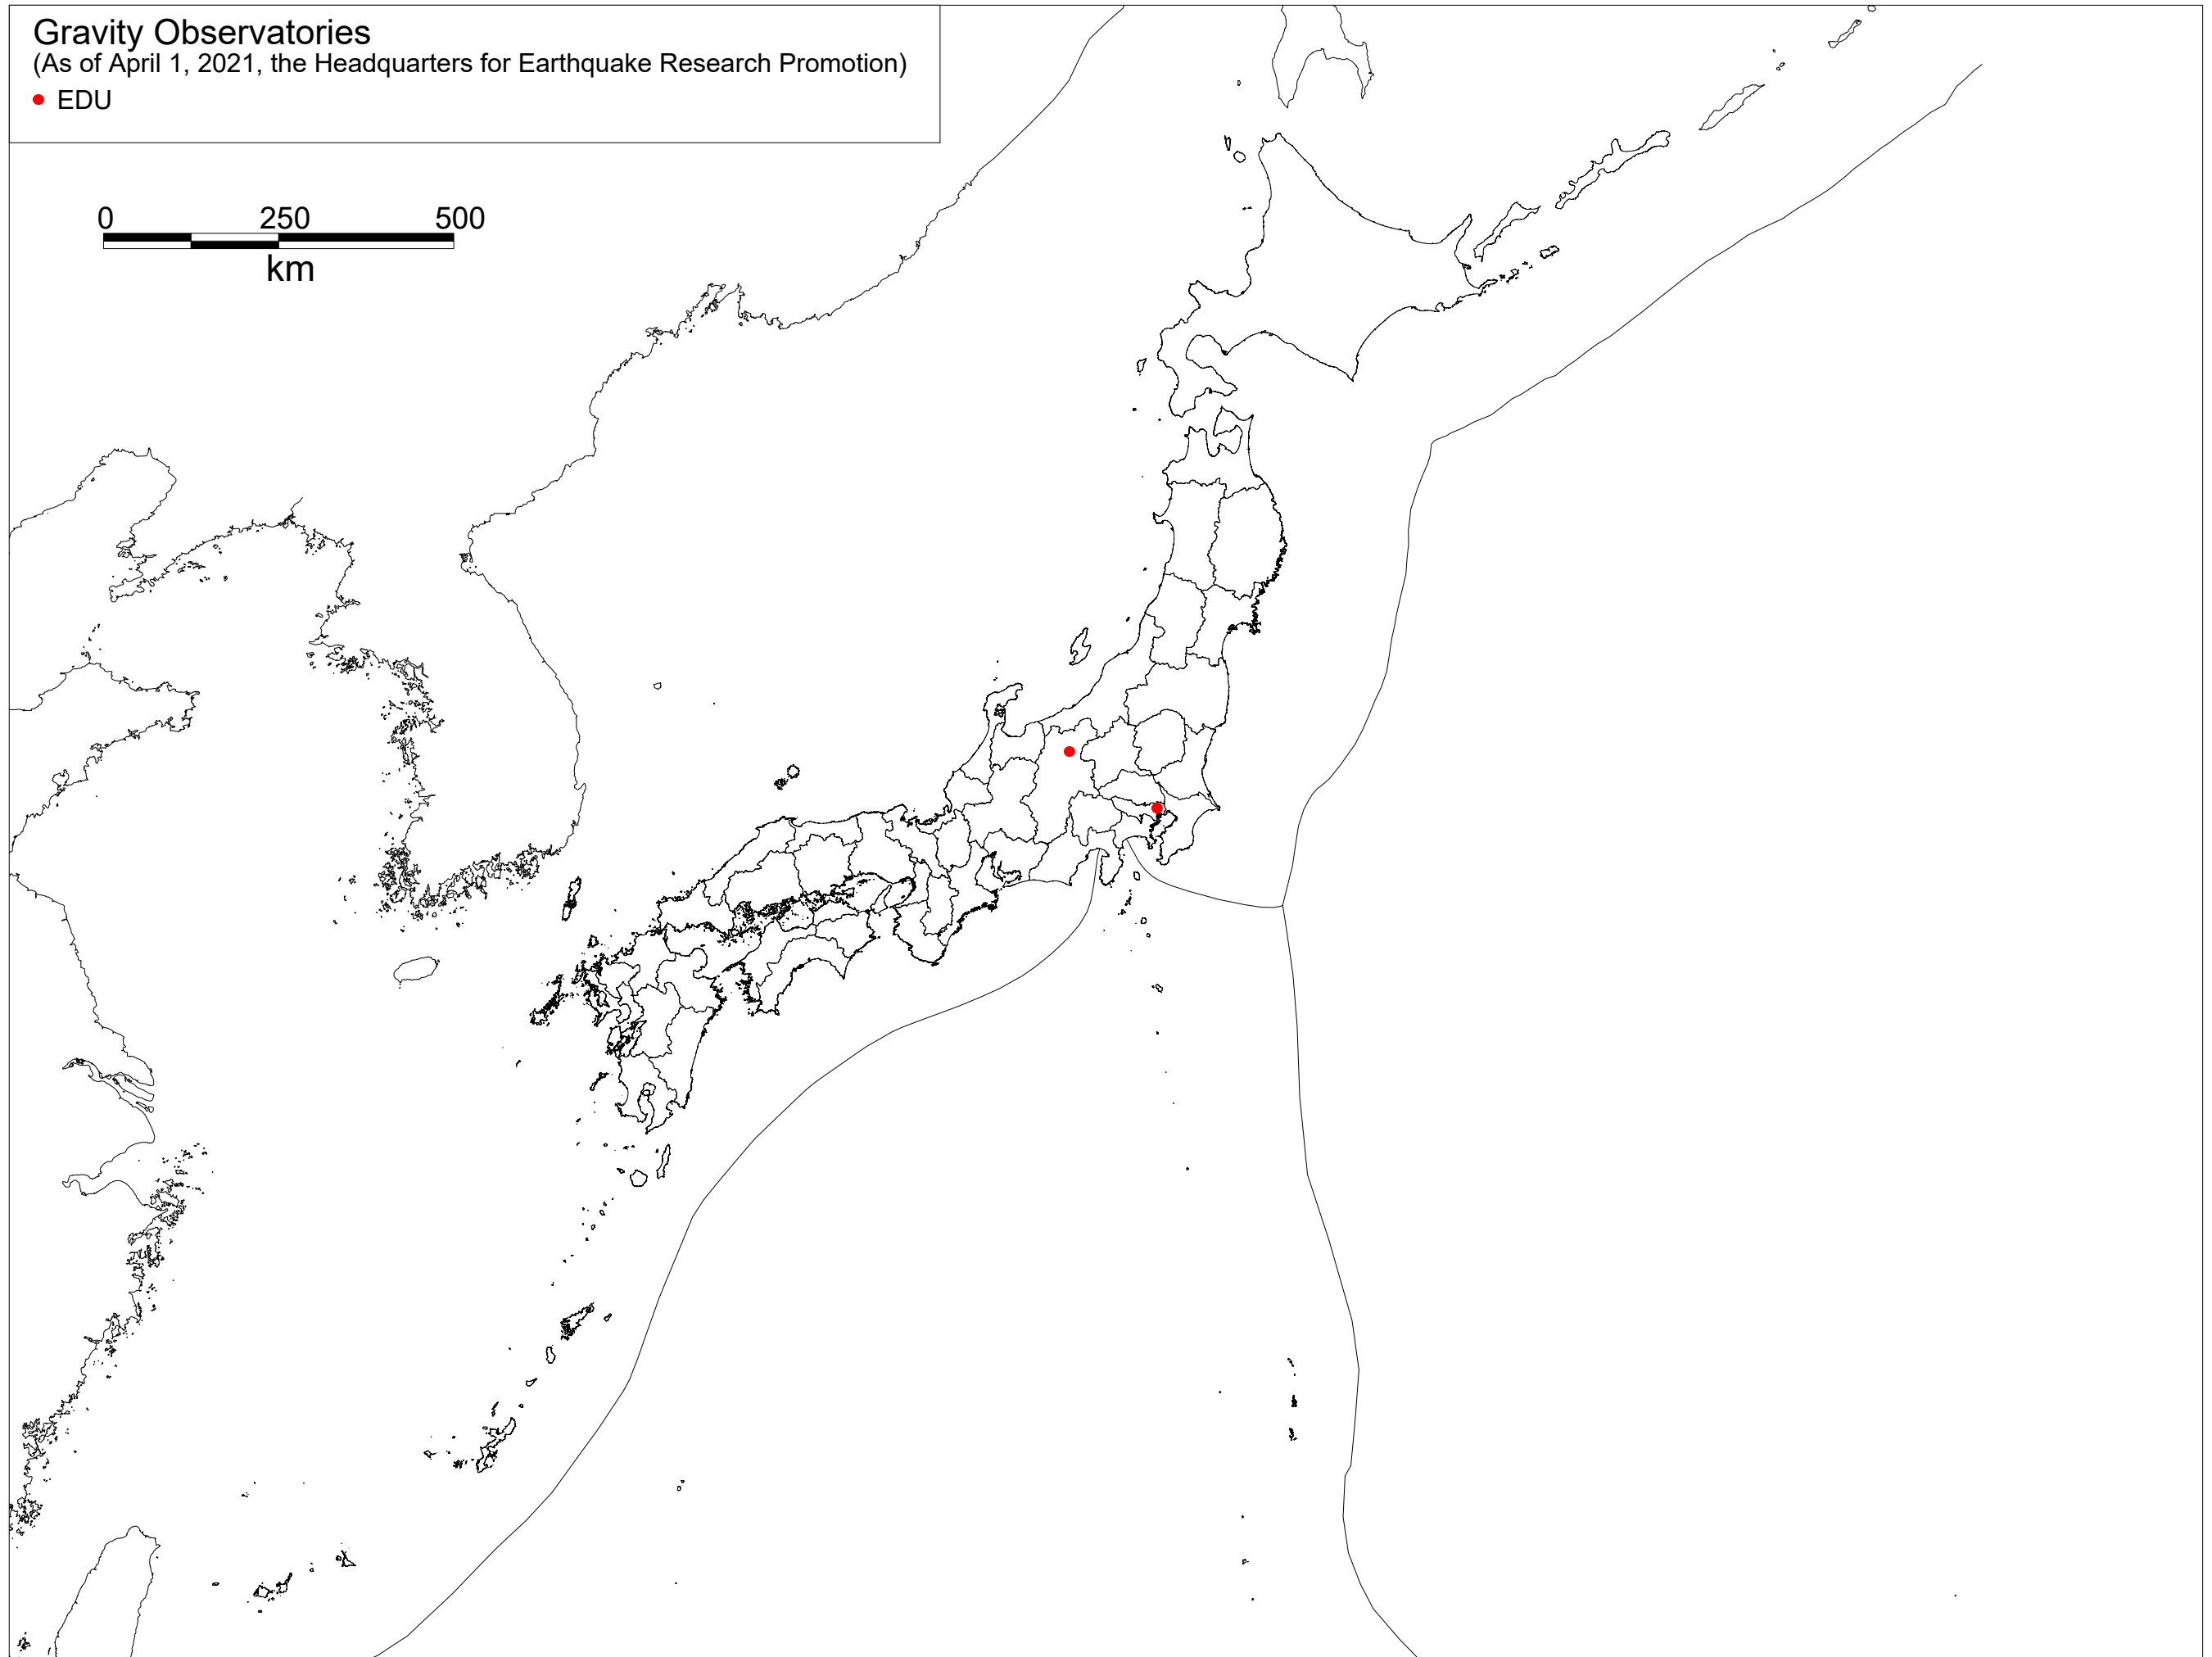 Gravity Observatories
(As of April 1, 2021, the Headquarters for Earthquake Research Promotion)
EDU
0 250 500
km